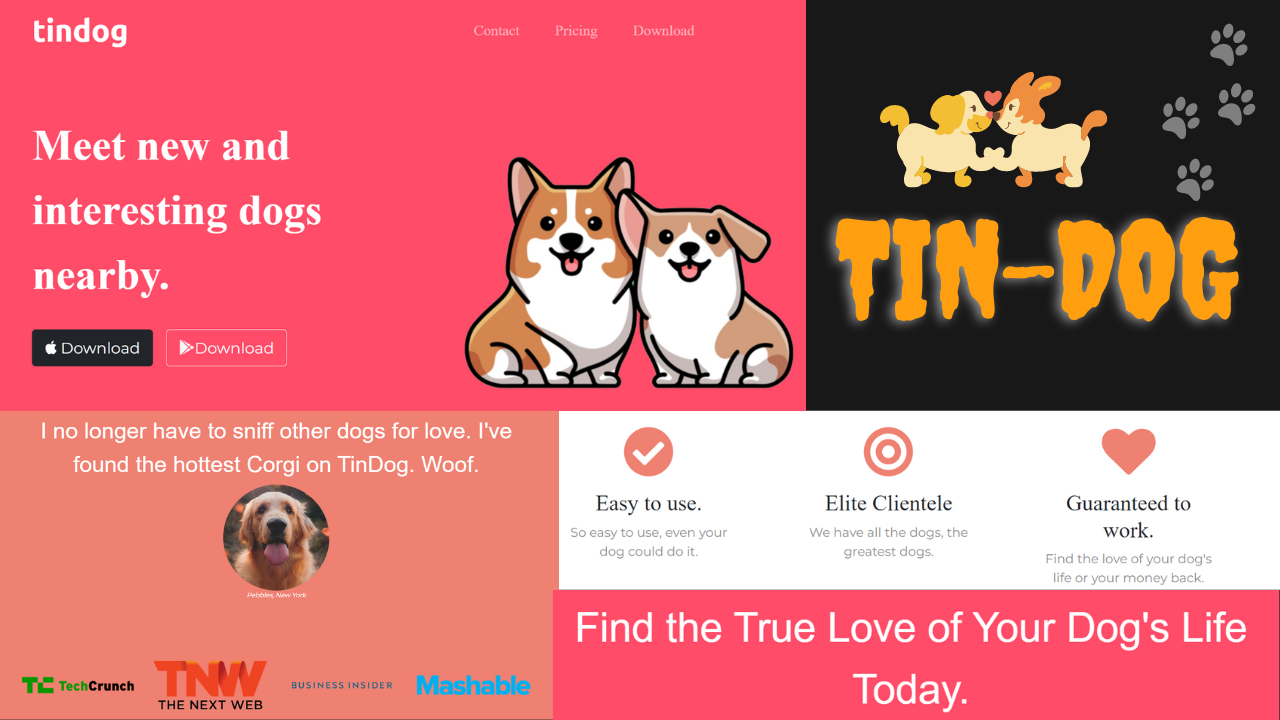 tindog
Contact Pricing Download
Meet new and
interesting dogs
nearby.
Download Download
TIN-DOG
I no longer have to sniff other dogs for love. I've
found the hottest Corgi on TinDog. Woof.
Pebbles, New York
TC TechCrunch
TNW
THE NEXT WEB
BUSINESS INSIDER
Mashable
Easy to use.
So easy to use, even your
dog could do it.
Elite Clientele
We have all the dogs, the
greatest dogs.
Guaranteed to
work.
Find the love of your dog's
life or your money back.
Find the True Love of Your Dog's Life
Today.